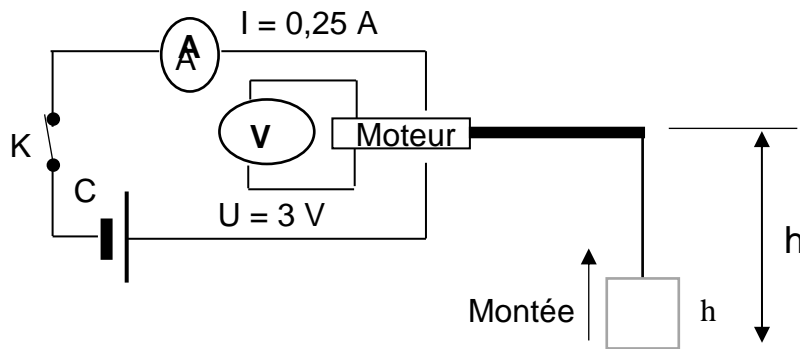 I = 0,25 A
A
A
K
V
Moteur
C
U = 3 V
h
Montée
h